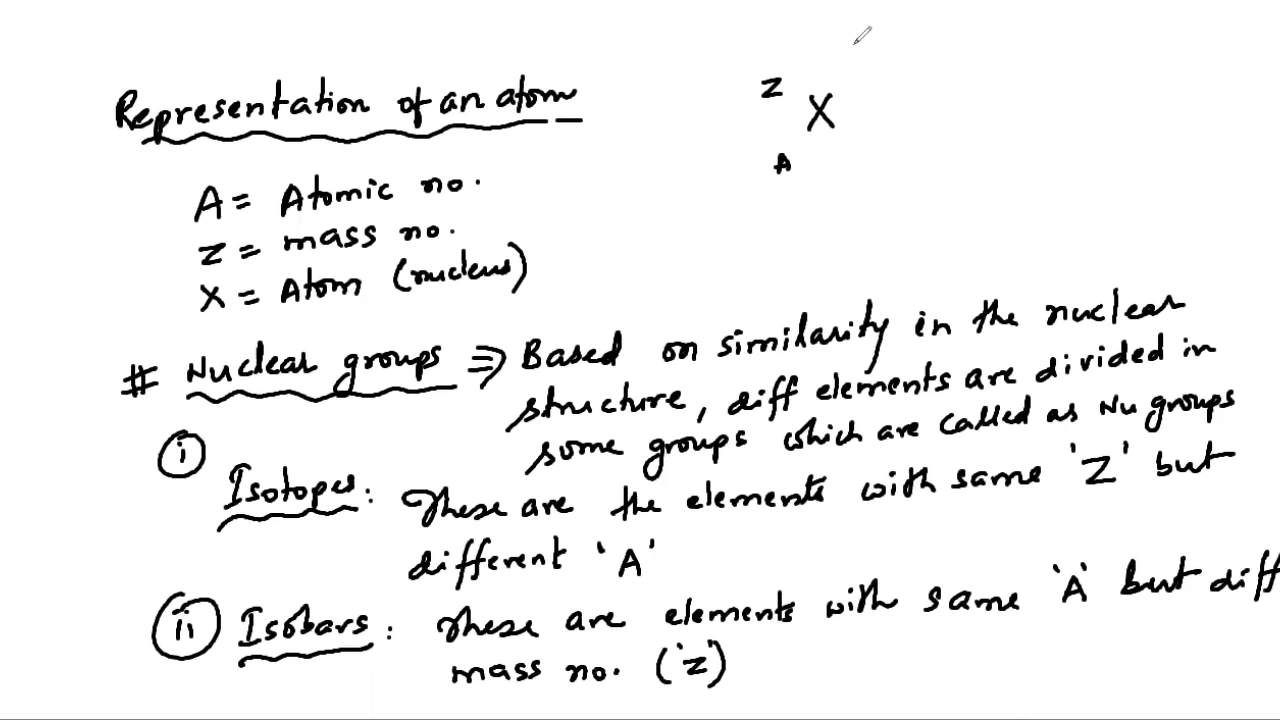 Representation of an atom
Z
X
A
A = Atomic no.
Z = mass no.
X = Atom (nucleus)
# Nuclear groups ⇒ Based on similarity in the nuclear
structure, diff elements are divided in
some groups which are called as Nu groups
(i) Isotopes: These are the elements with same 'Z' but
different 'A'
(ii) Isobars: These are elements with same 'A' but diff
mass no. ('Z')